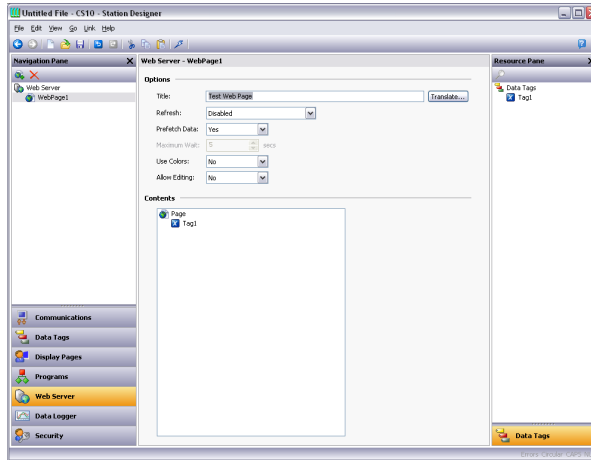 Untitled File - CS10 - Station Designer
File Edit View Go Link Help
Navigation Pane
Web Server
WebPage1
Communications
Data Tags
Display Pages
Programs
Web Server
Data Logger
Security
Web Server - WebPage1
Options
Title: Test Web Page Translate...
Refresh: Disabled
Prefetch Data: Yes
Maximum Wait: 5 secs
Use Colors: No
Allow Editing: No
Contents
Page
Tag1
Resource Pane
Data Tags
Tag1
Data Tags
Errors Circular CAPS